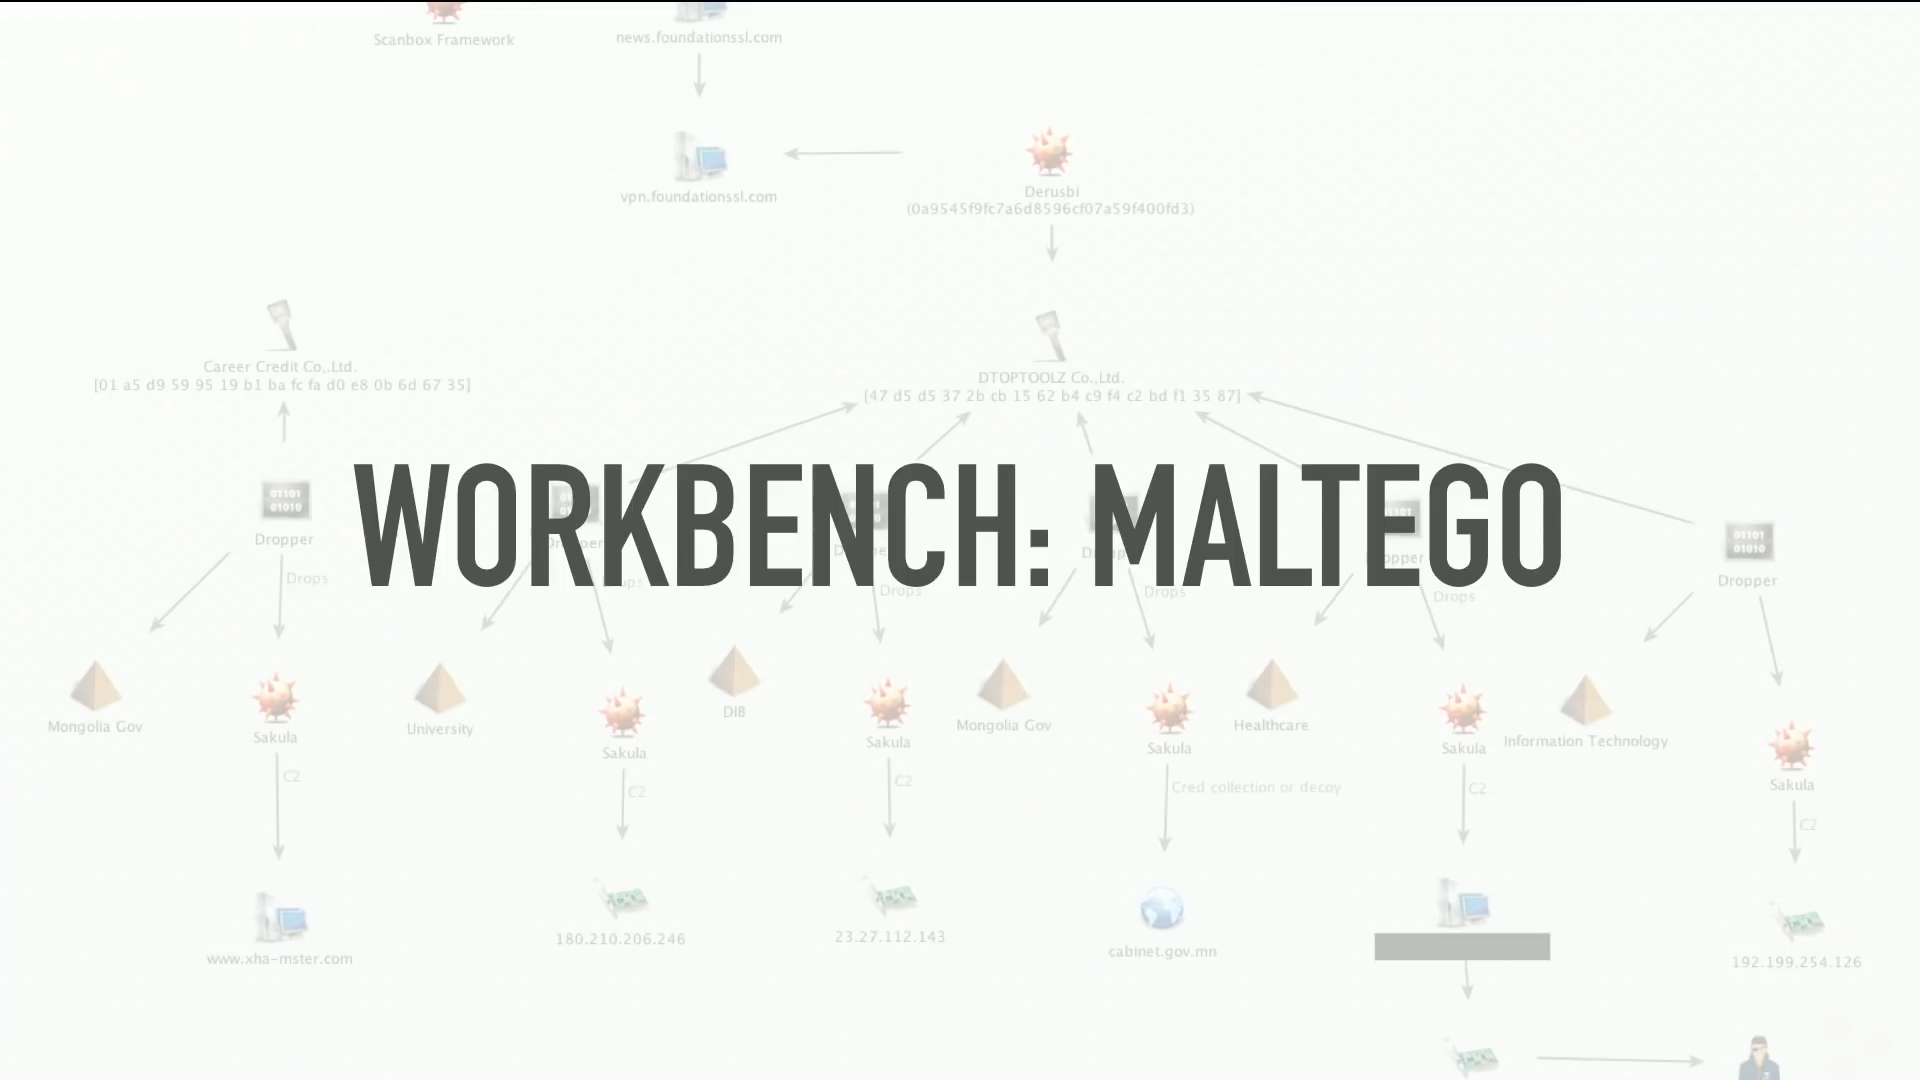 Scanbox Framework
news.foundationssl.com
vpn.foundationssl.com
Derusbi
(0a9545f9fc7a6d8596cf07a59f400fd3)
Career Credit Co,.Ltd.
[01 a5 d9 59 95 19 b1 ba fc fa d0 e8 0b 6d 67 35]
DTOPTOOLZ Co.,Ltd.
[47 d5 d5 37 2b cb 15 62 b4 c9 f4 c2 bd f1 35 87]
WORKBENCH: MALTEGO
01101
01010
Dropper
Drops
Drops
Drops
Drops
01101
01010
Dropper
Mongolia Gov
Sakula
University
Sakula
DIB
Sakula
Mongolia Gov
Sakula
Healthcare
Sakula
Information Technology
Sakula
C2
C2
C2
Cred collection or decoy
C2
C2
www.xha-mster.com
180.210.206.246
23.27.112.143
cabinet.gov.mn
192.199.254.126